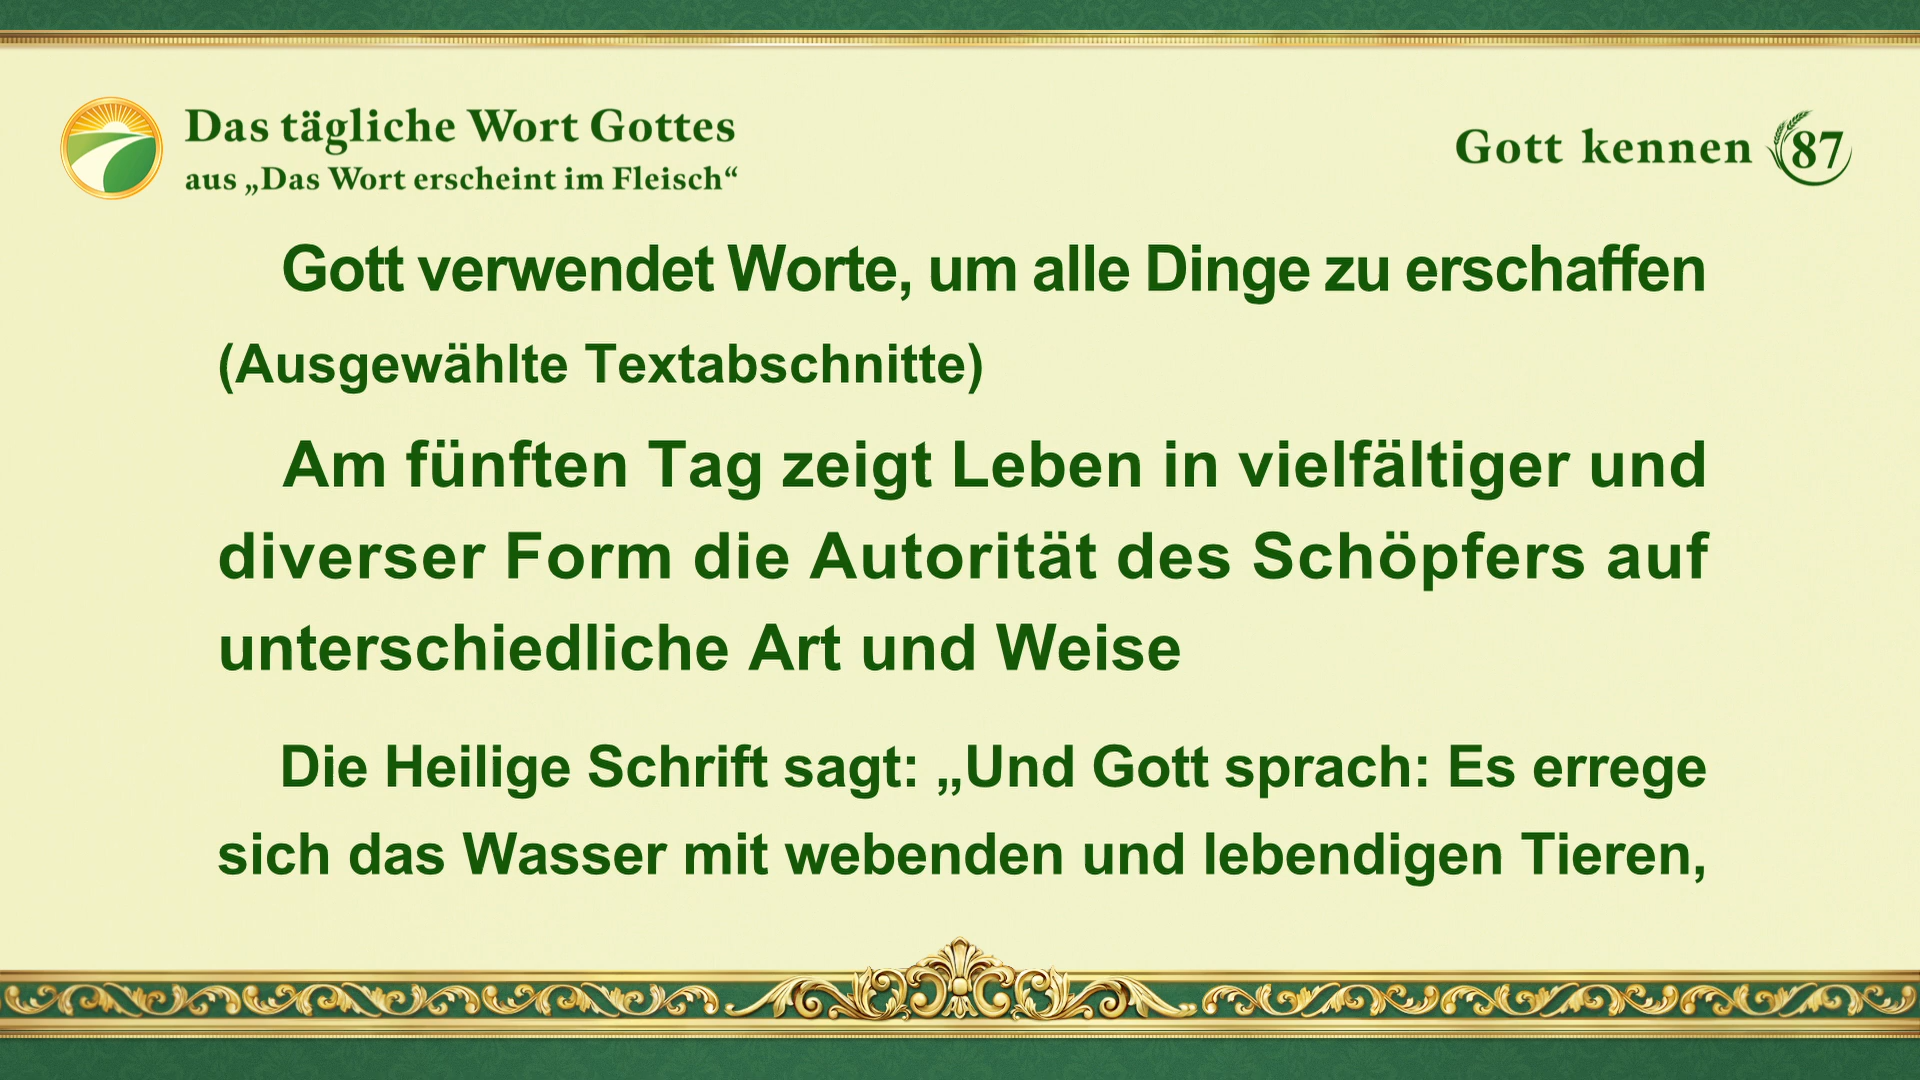 Das tägliche Wort Gottes
aus „Das Wort erscheint im Fleisch“
Gott kennen 87
Gott verwendet Worte, um alle Dinge zu erschaffen
(Ausgewählte Textabschnitte)
Am fünften Tag zeigt Leben in vielfältiger und
diverser Form die Autorität des Schöpfers auf
unterschiedliche Art und Weise
Die Heilige Schrift sagt: „Und Gott sprach: Es errege
sich das Wasser mit webenden und lebendigen Tieren,